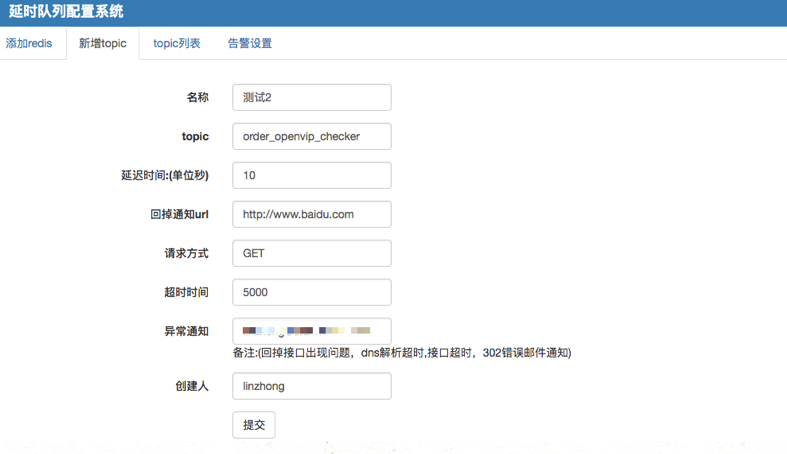 延时队列配置系统
添加redis 新增topic topic列表 告警设置
名称 测试2
topic order_openvip_checker
延迟时间:(单位秒) 10
回掉通知url http://www.baidu.com
请求方式 GET
超时时间 5000
异常通知
备注:(回掉接口出现问题，dns解析超时,接口超时，302错误邮件通知)
创建人 linzhong
提交